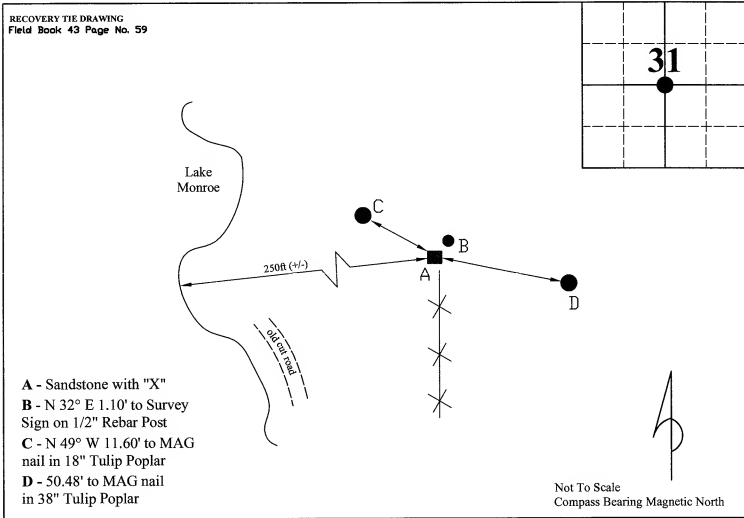 RECOVERY TIE DRAWING
Field Book 43 Page No. 59
31
Lake
Monroe
C
B
A
250ft (+/-)
D
old cut road
A - Sandstone with "X"
B - N 32° E 1.10' to Survey
Sign on 1/2" Rebar Post
C - N 49° W 11.60' to MAG
nail in 18" Tulip Poplar
D - 50.48' to MAG nail
in 38" Tulip Poplar
Not To Scale
Compass Bearing Magnetic North